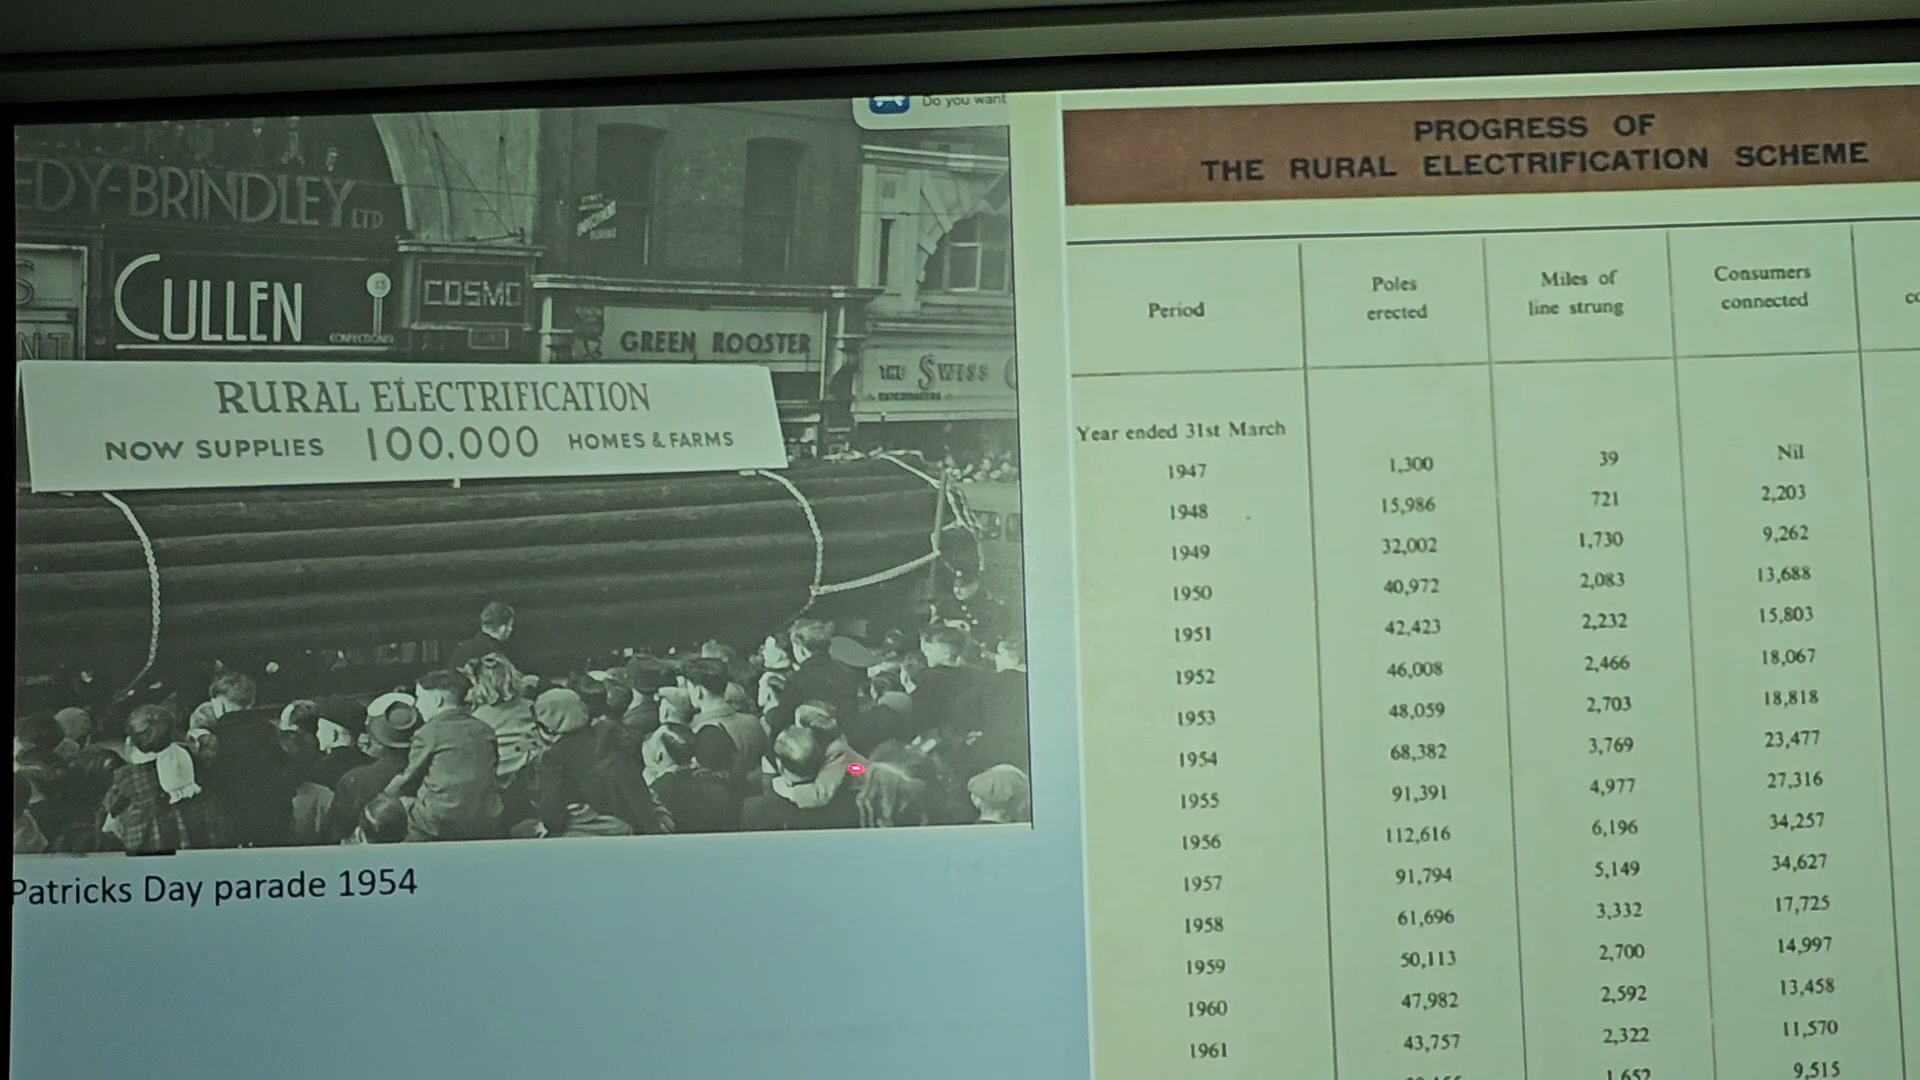 Do you want
EDY-BRINDLEY LTD
CULLEN
CONFECTIONERS
COSMO
GREEN ROOSTER
THE SWISS
NT
RURAL ELECTRIFICATION
NOW SUPPLIES 100,000 HOMES & FARMS
Patricks Day parade 1954
PROGRESS OF
THE RURAL ELECTRIFICATION SCHEME
Period Poles erected Miles of line strung Consumers connected
Year ended 31st March
1947 1,300 39 Nil
1948 15,986 721 2,203
1949 32,002 1,730 9,262
1950 40,972 2,083 13,688
1951 42,423 2,232 15,803
1952 46,008 2,466 18,067
1953 48,059 2,703 18,818
1954 68,382 3,769 23,477
1955 91,391 4,977 27,316
1956 112,616 6,196 34,257
1957 91,794 5,149 34,627
1958 61,696 3,332 17,725
1959 50,113 2,700 14,997
1960 47,982 2,592 13,458
1961 43,757 2,322 11,570
1,652 9,515